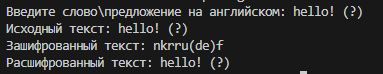 Введите слово\предложение на английском: hello! (?)
Исходный текст: hello! (?)
Зашифрованный текст: nkrru(de)f
Расшифрованный текст: hello! (?)